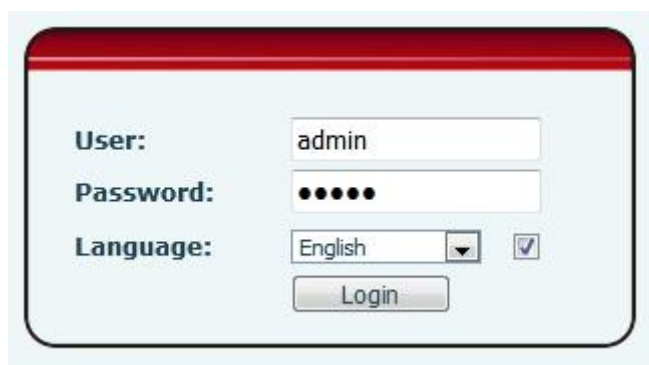 User: admin
Password: •••••
Language: English
Login